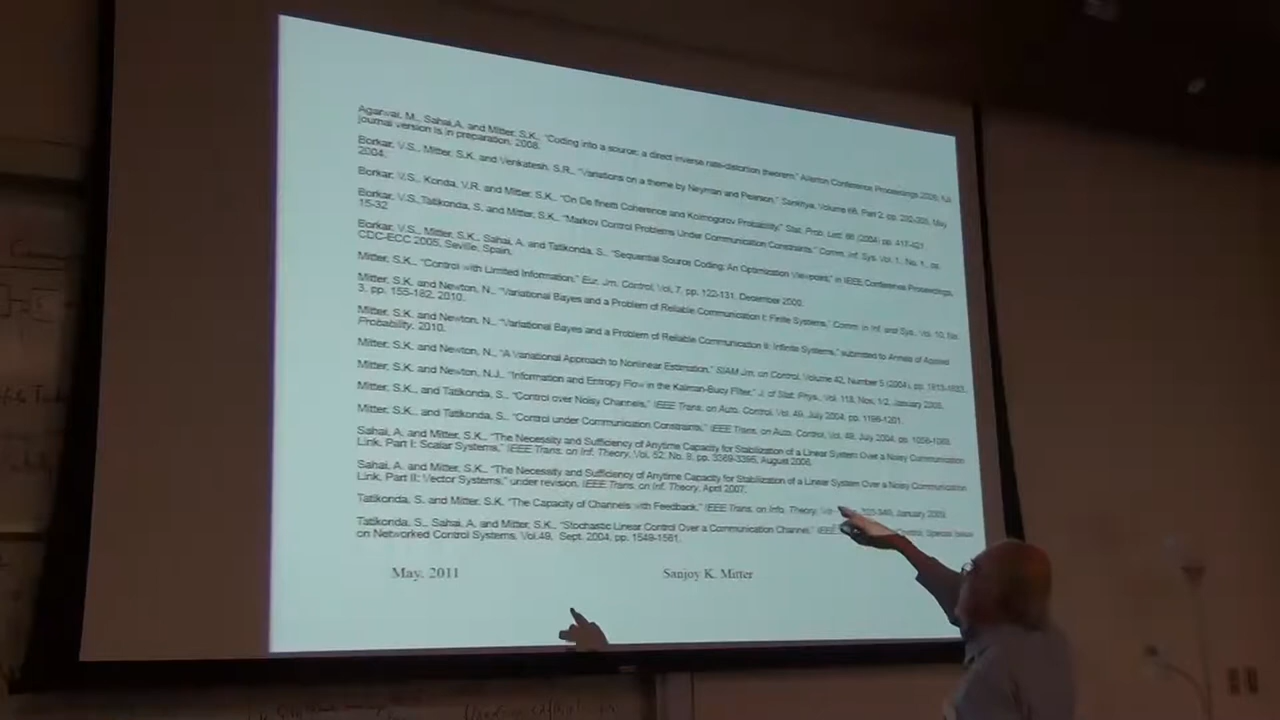 Agarwal, M., Sahai, A. and Mitter, S.K., "Coding into a source: a direct inverse rate-distortion theorem," Allerton Conference Proceedings 2006, full
journal version is in preparation, 2008.
Borkar, V.S., Mitter, S.K. and Venkatesh, S.R., "Variations on a theme by Neyman and Pearson," Sankhya, Volume 66, Part 2, pp. May
2004.
Borkar, V.S., Konda, V.R. and Mitter, S.K., "On De finetti Coherence and Kolmogorov Probability," Stat. Prob. Lett. 66 (2004) pp. 417-421.
Borkar, V.S., Tatikonda, S. and Mitter, S.K., "Markov Control Problems Under Communication Constraints," Comm. Inf. Sys. Vol. 1, No. 1, pp.
15-32
Borkar, V.S., Mitter, S.K., Sahai, A. and Tatikonda, S., "Sequential Source Coding: An Optimization Viewpoint," in IEEE Conference Proceedings,
CDC-ECC 2005, Seville, Spain.
Mitter, S.K., "Control with Limited Information," Eur. Jrn. Control, Vol. 7, pp. 122-131, December 2000.
Mitter, S.K. and Newton, N., "Variational Bayes and a Problem of Reliable Communication I: Finite Systems," Comm. in Inf. and Sys., Vol. 10, No.
3, pp. 155-182, 2010.
Mitter, S.K. and Newton, N., "Variational Bayes and a Problem of Reliable Communication II: Infinite Systems," submitted to Annals of Applied
Probability, 2010.
Mitter, S.K. and Newton, N., "A Variational Approach to Nonlinear Estimation," SIAM Jrn. on Control, Volume 42, Number 5 (2004), pp. 1813-1833.
Mitter, S.K. and Newton, N.J., "Information and Entropy Flow in the Kalman-Bucy Filter," J. of Stat. Phys., Vol. 118, Nos. 1/2, January 2005.
Mitter, S.K., and Tatikonda, S., "Control over Noisy Channels," IEEE Trans. on Auto. Control, Vol. 49, July 2004, pp. 1196-1201.
Mitter, S.K., and Tatikonda, S., "Control under Communication Constraints," IEEE Trans. on Auto. Control, Vol. 49, July 2004, pp. 1056-1068.
Sahai, A. and Mitter, S.K., "The Necessity and Sufficiency of Anytime Capacity for Stabilization of a Linear System Over a Noisy Communication
Link, Part I: Scalar Systems," IEEE Trans. on Inf. Theory, Vol. 52, No. 8, pp. 3369-3395, August 2006.
Sahai, A. and Mitter, S.K., "The Necessity and Sufficiency of Anytime Capacity for Stabilization of a Linear System Over a Noisy Communication
Link, Part II: Vector Systems," under revision, IEEE Trans. on Inf. Theory, April 2007.
Tatikonda, S. and Mitter, S.K. "The Capacity of Channels with Feedback," IEEE Trans. on Info. Theory, January 2009.
Tatikonda, S., Sahai, A. and Mitter, S.K., "Stochastic Linear Control Over a Communication Channel," IEEE Control, Special Issue
on Networked Control Systems, Vol.49, Sept. 2004, pp. 1549-1561.
May, 2011
Sanjoy K. Mitter